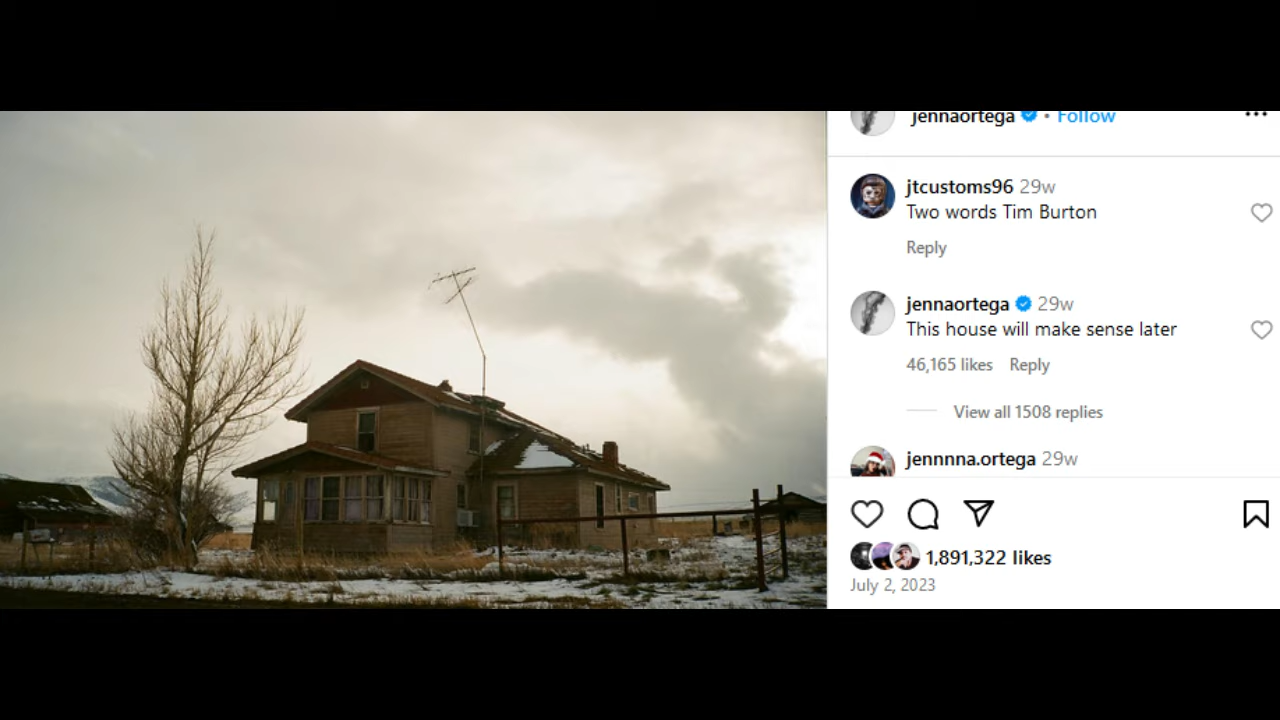 jennaortega • Follow
jtcustoms96 29w
Two words Tim Burton
Reply
jennaortega 29w
This house will make sense later
46,165 likes Reply
View all 1508 replies
jennnna.ortega 29w
1,891,322 likes
July 2, 2023